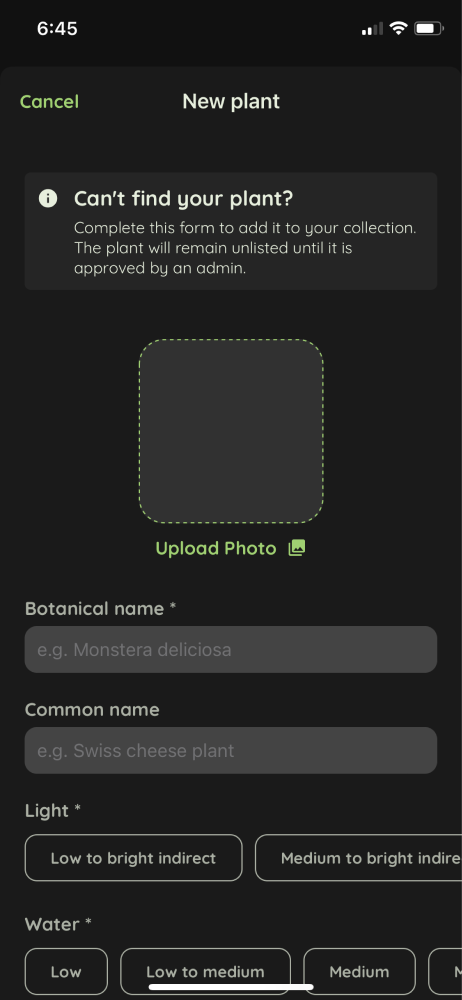 6:45
Cancel
New plant
Can't find your plant?
Complete this form to add it to your collection.
The plant will remain unlisted until it is
approved by an admin.
Upload Photo
Botanical name *
e.g. Monstera deliciosa
Common name
e.g. Swiss cheese plant
Light *
Low to bright indirect
Medium to bright indire
Water *
Low
Low to medium
Medium